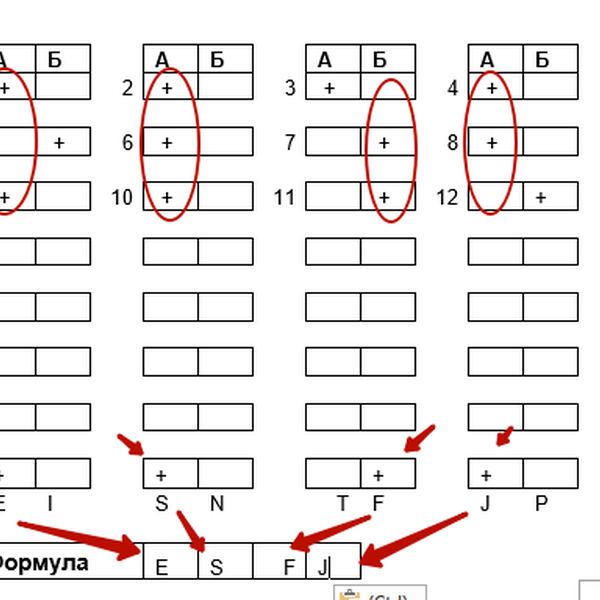 А Б А Б А Б А Б
+ 2 + 3 + 4 +
+ 6 + 7 + 8 +
+ 10 + 11 + 12 +
+ + + +
E I S N T F J P
Формула E S F J
(Ctrl)